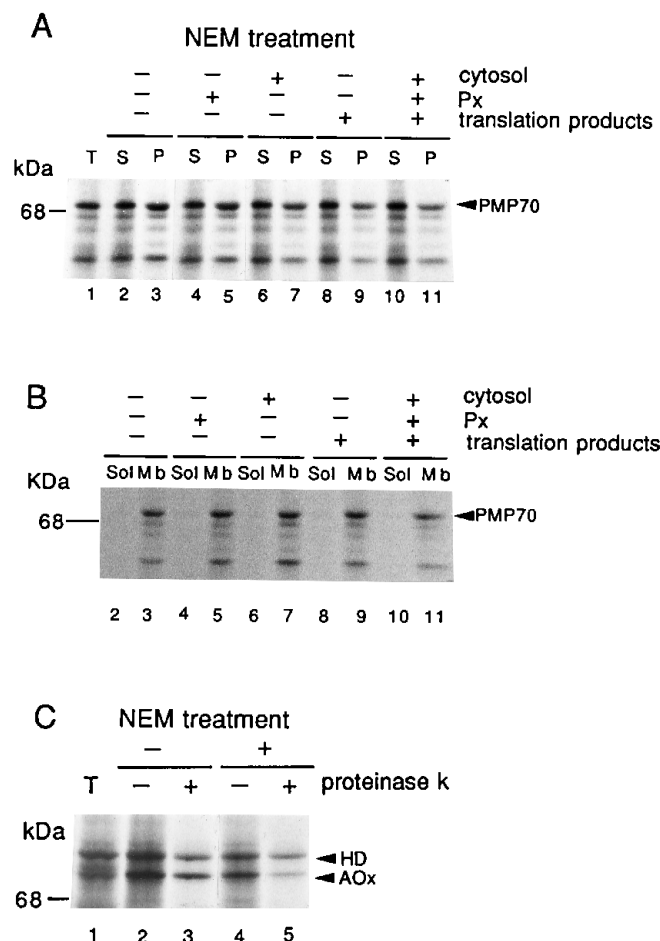 A
NEM treatment
− − + − + cytosol
− + − − + Px
− − − + + translation products
kDa T S P S P S P S P S P
68 PMP70
1 2 3 4 5 6 7 8 9 10 11
B
− − + − + cytosol
− + − − + Px
− − − + + translation products
KDa Sol Mb Sol Mb Sol Mb Sol Mb Sol Mb
68 PMP70
2 3 4 5 6 7 8 9 10 11
C
NEM treatment
− +
T − + − + proteinase k
kDa
HD
AOx
68
1 2 3 4 5